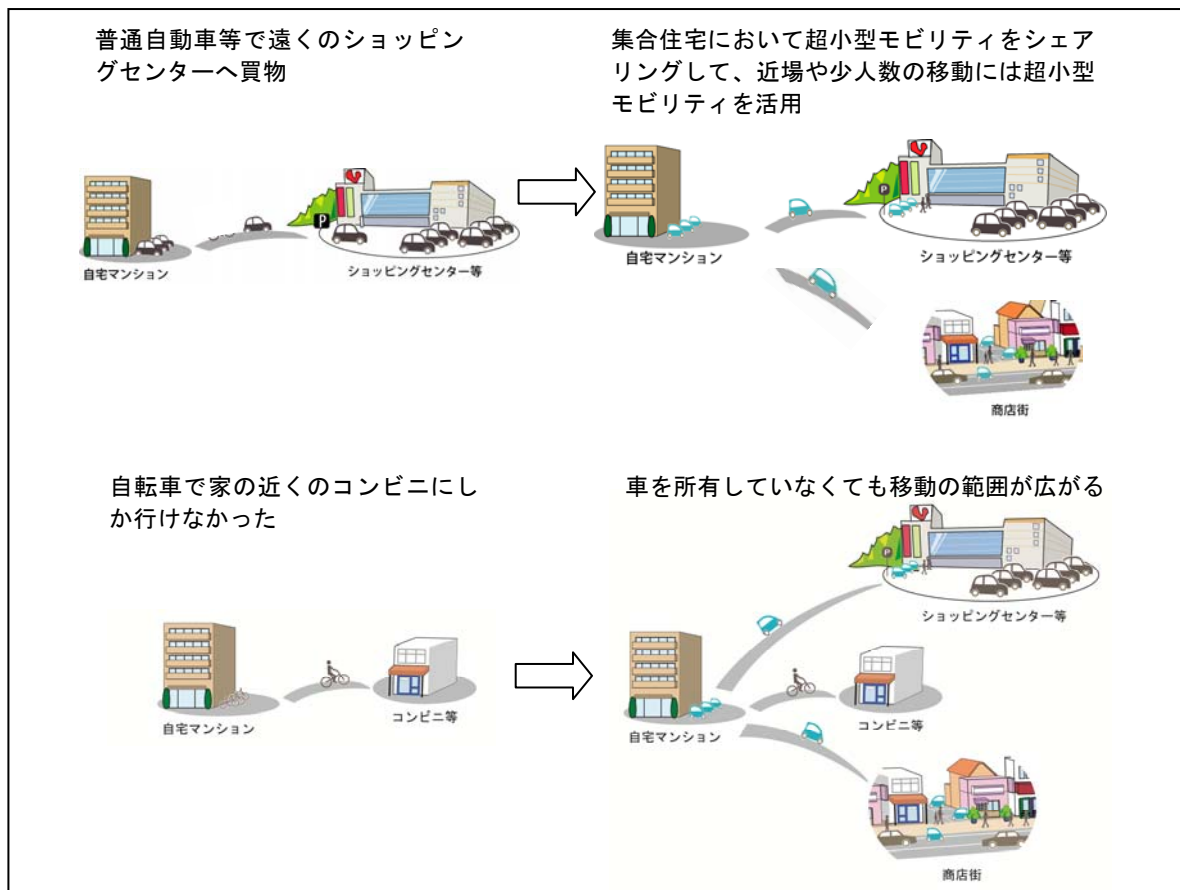 普通自動車等で遠くのショッピン
グセンターへ買物
集合住宅において超小型モビリティをシェア
リングして、近場や少人数の移動には超小型
モビリティを活用
P
自宅マンション
ショッピングセンター等
P
自宅マンション
ショッピングセンター等
商店街
自転車で家の近くのコンビニにし
か行けなかった
車を所有していなくても移動の範囲が広がる
自宅マンション
コンビニ等
P
ショッピングセンター等
自宅マンション
コンビニ等
商店街